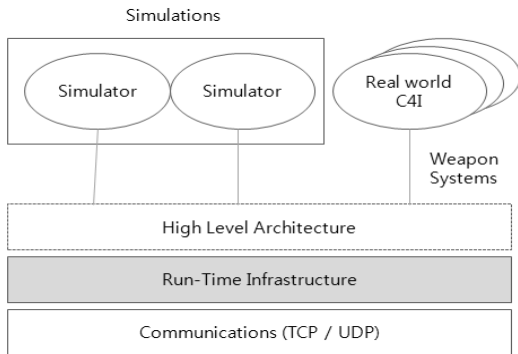 Simulations
Simulator
Simulator
Real world
C4I
Weapon
Systems
High Level Architecture
Run-Time Infrastructure
Communications (TCP / UDP)